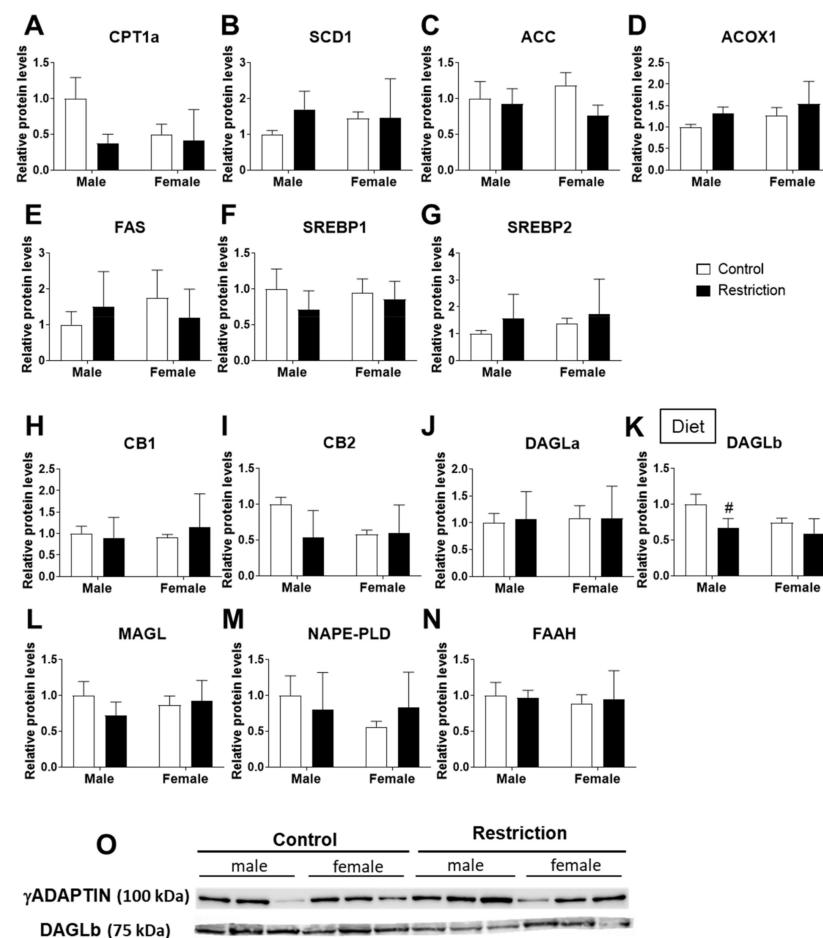 A
CPT1a
Relative protein levels
1.5
1.0
0.5
0.0
Male
Female
B
SCD1
Relative protein levels
3
2
1
0
Male
Female
C
ACC
Relative protein levels
1.5
1.0
0.5
0.0
Male
Female
D
ACOX1
Relative protein levels
2.5
2.0
1.5
1.0
0.5
0.0
Male
Female
E
FAS
Relative protein levels
3
2
1
0
Male
Female
F
SREBP1
Relative protein levels
1.5
1.0
0.5
0.0
Male
Female
G
SREBP2
Relative protein levels
4
3
2
1
0
Male
Female
Control
Restriction
H
CB1
Relative protein levels
2.5
2.0
1.5
1.0
0.5
0.0
Male
Female
I
CB2
Relative protein levels
1.5
1.0
0.5
0.0
Male
Female
J
DAGLa
Relative protein levels
2.0
1.5
1.0
0.5
0.0
Male
Female
K
Diet
DAGLb
Relative protein levels
1.5
1.0
0.5
0.0
#
Male
Female
L
MAGL
Relative protein levels
1.5
1.0
0.5
0.0
Male
Female
M
NAPE-PLD
Relative protein levels
1.5
1.0
0.5
0.0
Male
Female
N
FAAH
Relative protein levels
1.5
1.0
0.5
0.0
Male
Female
O
Control Restriction
male female male female
γADAPTIN (100 kDa)
DAGLb (75 kDa)